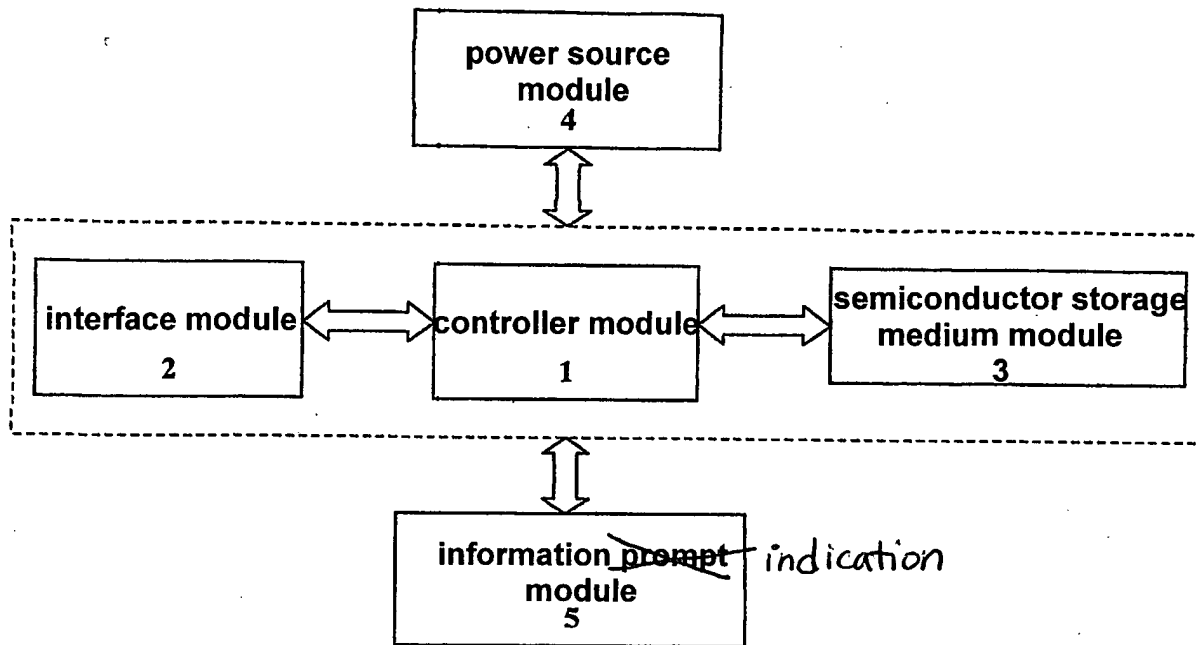 power source
module
4
interface module
2
controller module
1
semiconductor storage
medium module
3
information prompt indication
module
5